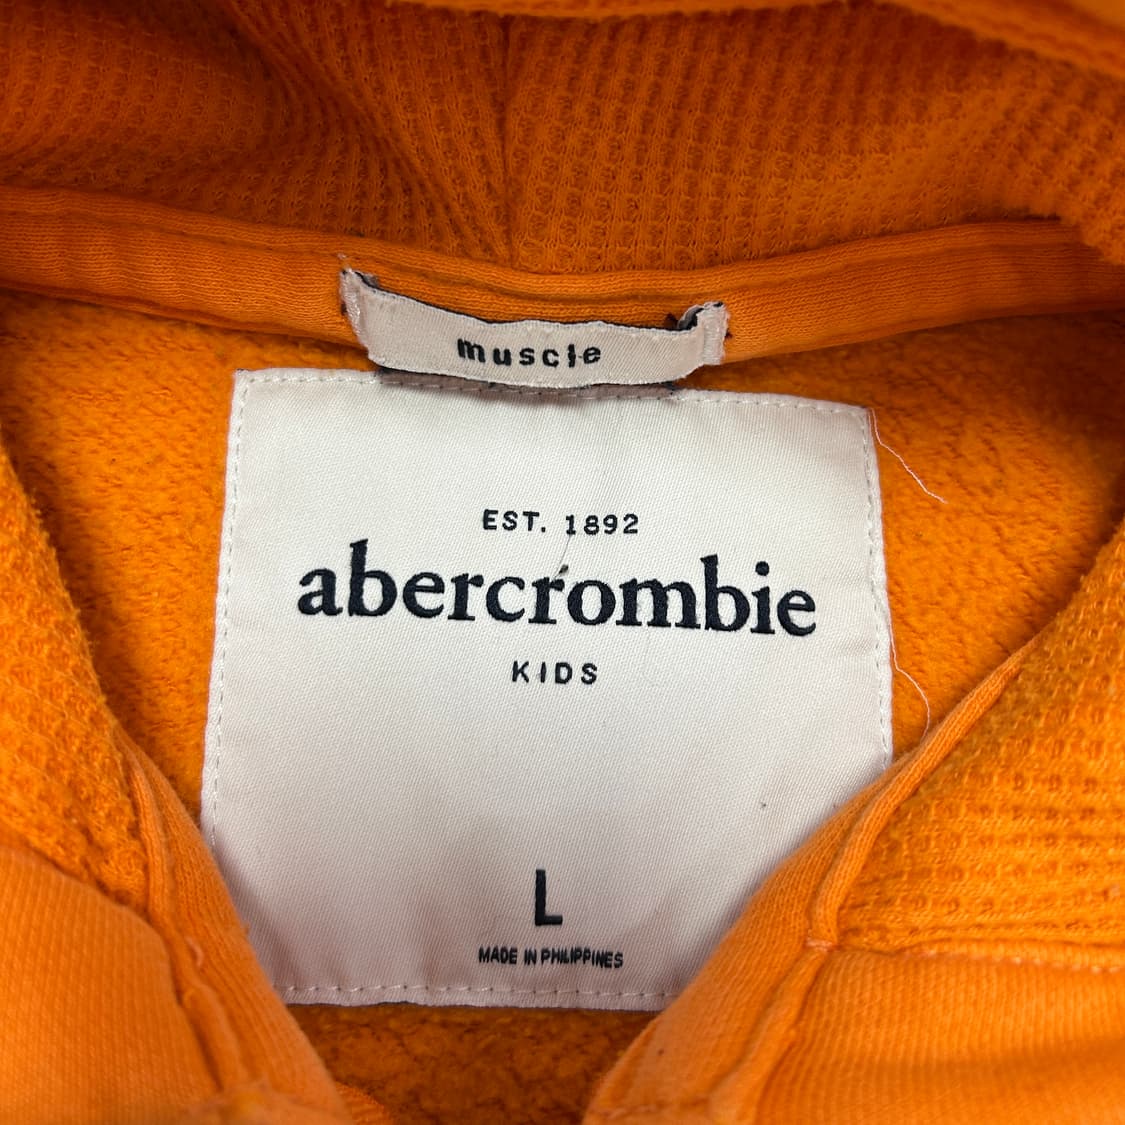 muscle
EST. 1892
abercrombie
KIDS
L
MADE IN PHILIPPINES